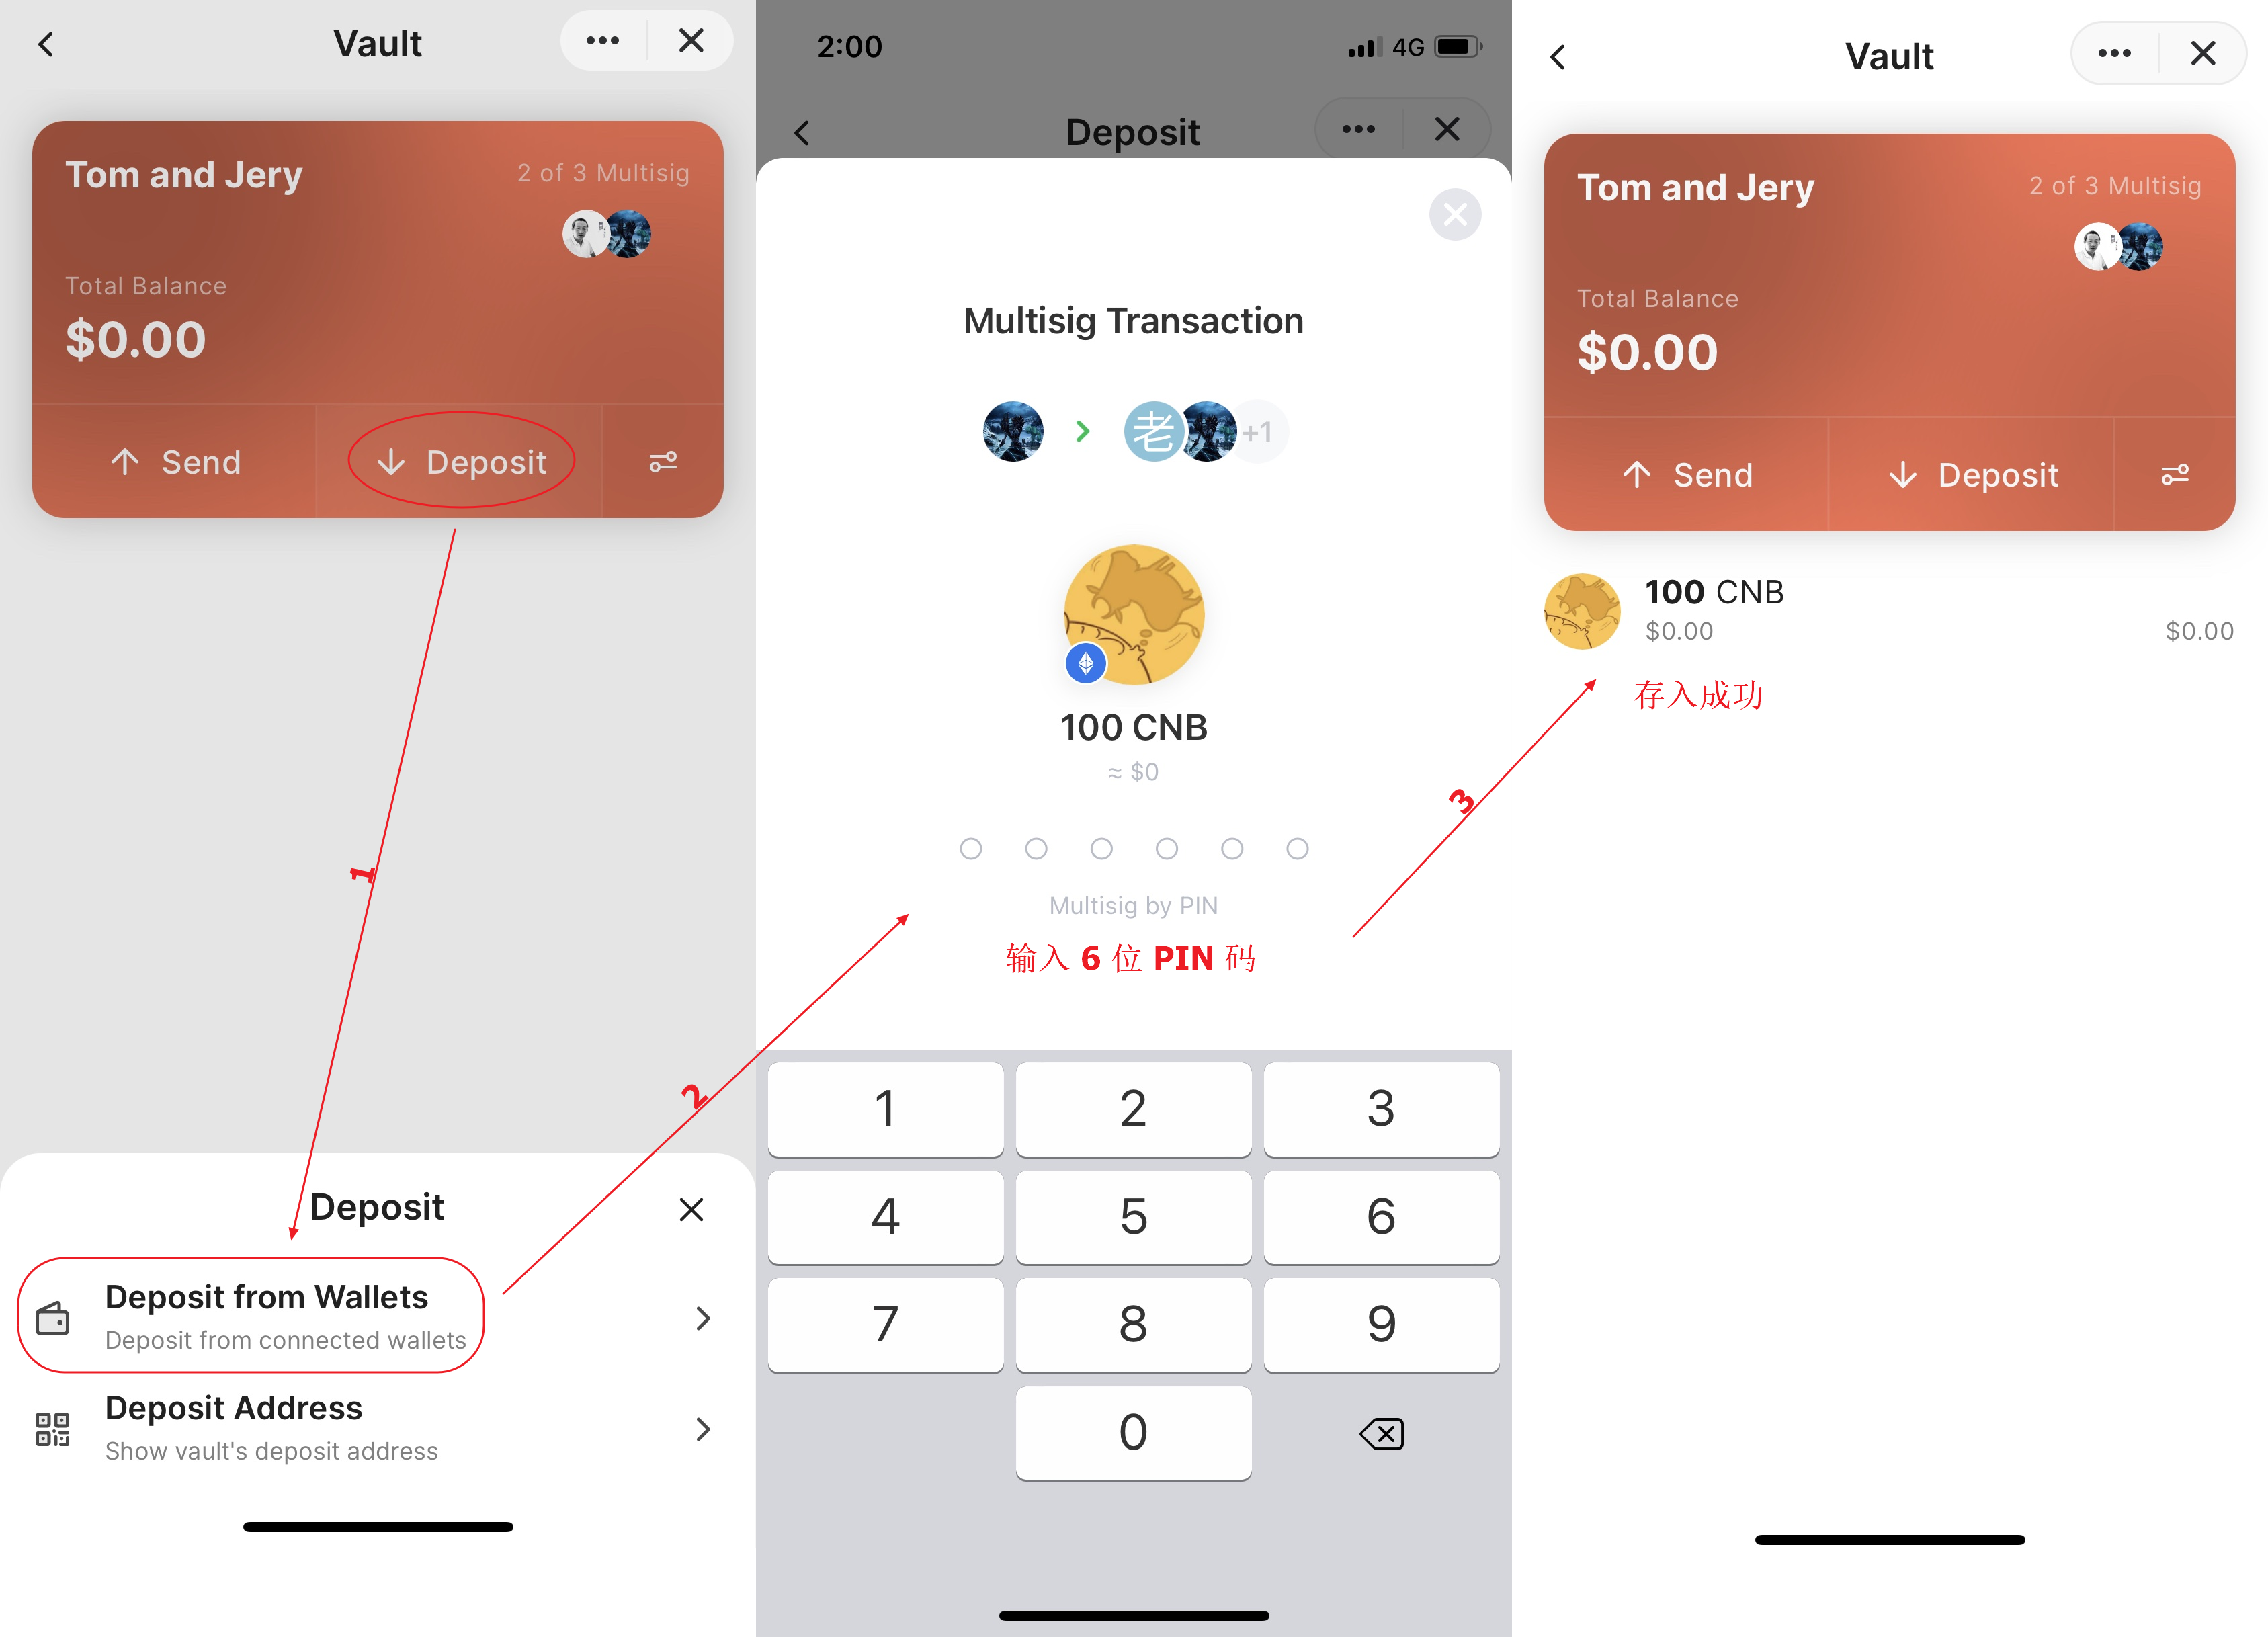 Vault
Tom and Jery
2 of 3 Multisig
Total Balance
$0.00
Send
Deposit
1
Deposit
Deposit from Wallets
Deposit from connected wallets
Deposit Address
Show vault's deposit address
2
2:00
4G
Deposit
Multisig Transaction
老
+1
100 CNB
≈ $0
Multisig by PIN
输入 6 位 PIN 码
1
2
3
4
5
6
7
8
9
0
3
Vault
Tom and Jery
2 of 3 Multisig
Total Balance
$0.00
Send
Deposit
100 CNB
$0.00
$0.00
存入成功